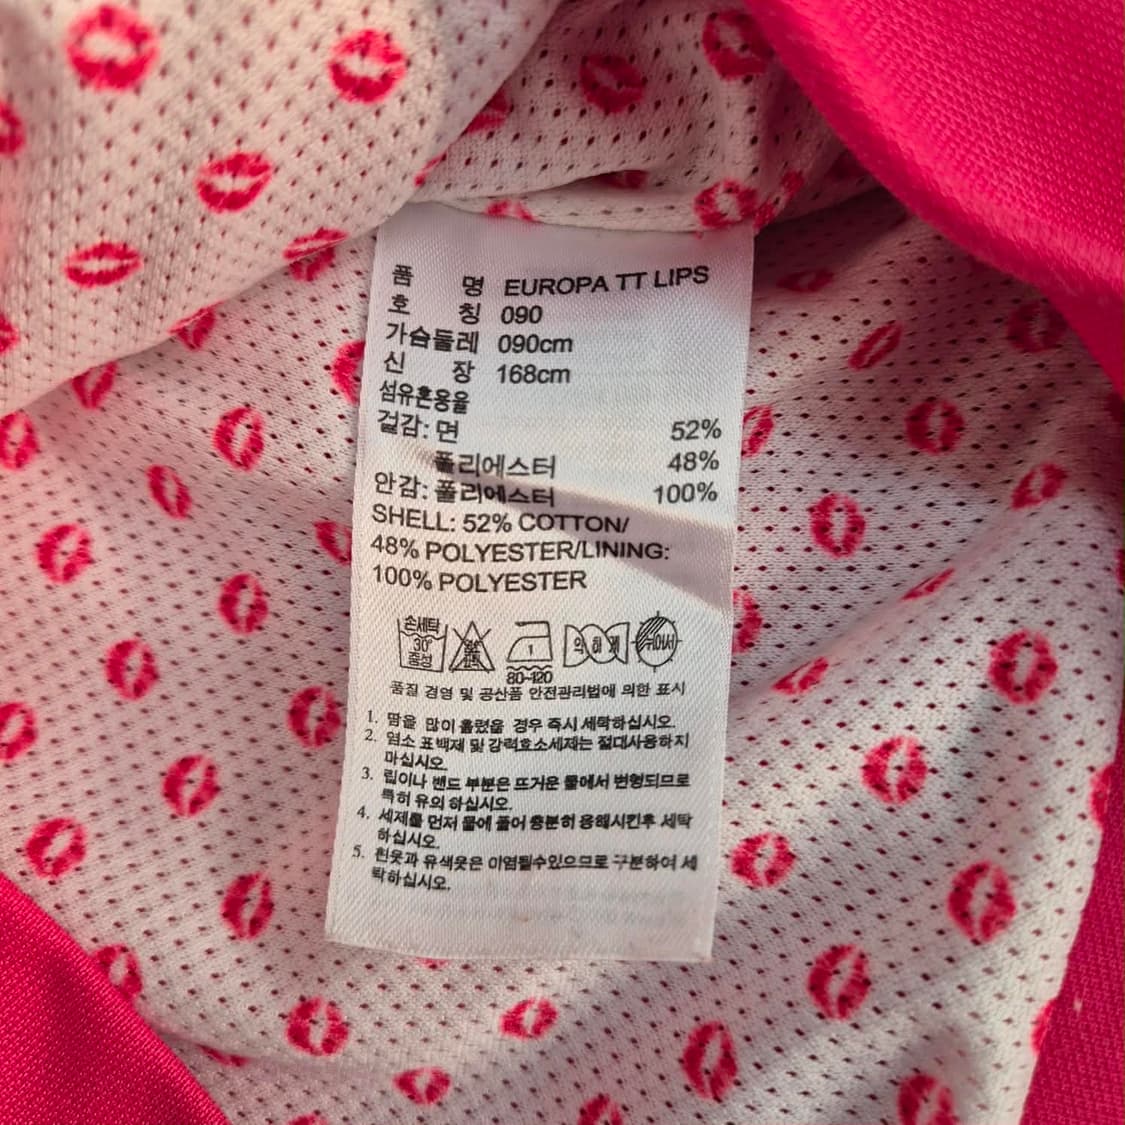 품 명 EUROPA TT LIPS
호 칭 090
가슴둘레 090cm
신 장 168cm
섬유혼용율
겉감: 면 52%
폴리에스터 48%
안감: 폴리에스터 100%
SHELL: 52% COTTON/
48% POLYESTER/LINING:
100% POLYESTER
손세탁
30°
중성
1
80~120
약하게
뉘어서
품질 경영 및 공산품 안전관리법에 의한 표시
1. 땀을 많이 흘렸을 경우 즉시 세탁하십시오.
2. 염소 표백제 및 강력효소세제는 절대사용하지
마십시오.
3. 립이나 밴드 부분은 뜨거운 물에서 변형되므로
특히 유의 하십시오.
4. 세제를 먼저 물에 풀어 충분히 용해시킨후 세탁
하십시오.
5. 흰옷과 유색옷은 이염될수있으므로 구분하여 세
탁하십시오.